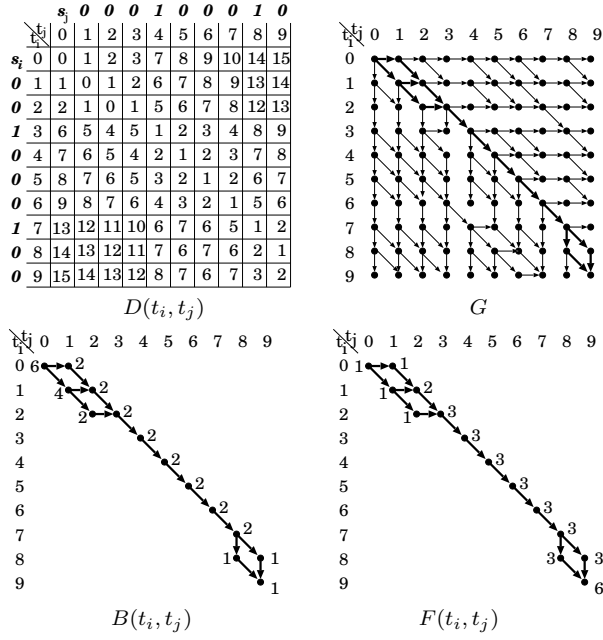 s_j 0 0 0 1 0 0 0 1 0
t_i t_j 0 1 2 3 4 5 6 7 8 9
s_i 0 0 1 2 3 7 8 9 10 14 15
0 1 1 0 1 2 6 7 8 9 13 14
0 2 2 1 0 1 5 6 7 8 12 13
1 3 6 5 4 5 1 2 3 4 8 9
0 4 7 6 5 4 2 1 2 3 7 8
0 5 8 7 6 5 3 2 1 2 6 7
0 6 9 8 7 6 4 3 2 1 5 6
1 7 13 12 11 10 6 7 6 5 1 2
0 8 14 13 12 11 7 6 7 6 2 1
0 9 15 14 13 12 8 7 6 7 3 2
D(t_i, t_j)
t_i t_j 0 1 2 3 4 5 6 7 8 9
0
1
2
3
4
5
6
7
8
9
G
t_i t_j 0 1 2 3 4 5 6 7 8 9
0 6 2
1 4 2
2 2 2
3 2
4 2
5 2
6 2
7 2
8 1 1
9 1
B(t_i, t_j)
t_i t_j 0 1 2 3 4 5 6 7 8 9
0 1 1
1 1 2
2 1 3
3 3
4 3
5 3
6 3
7 3
8 3 3
9 6
F(t_i, t_j)